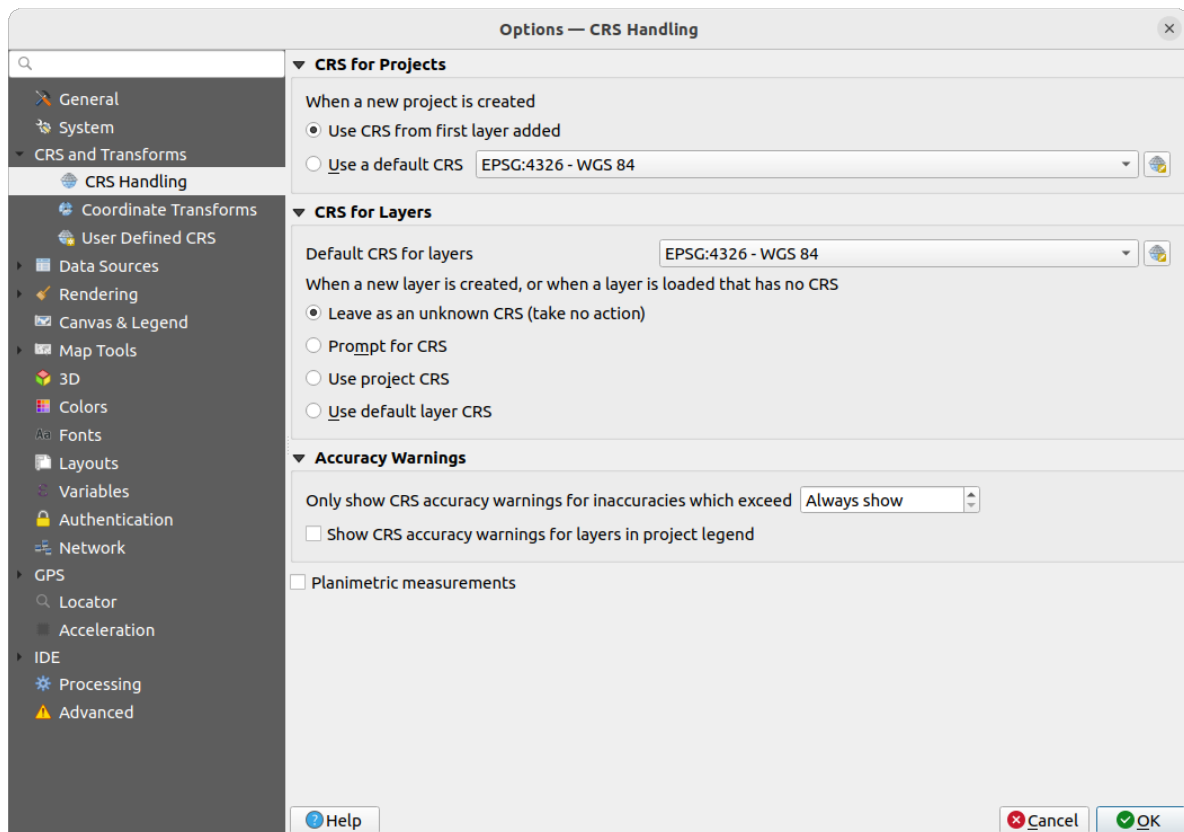 Options — CRS Handling
General
System
CRS and Transforms
CRS Handling
Coordinate Transforms
User Defined CRS
Data Sources
Rendering
Canvas & Legend
Map Tools
3D
Colors
Fonts
Layouts
Variables
Authentication
Network
GPS
Locator
Acceleration
IDE
Processing
Advanced
CRS for Projects
When a new project is created
Use CRS from first layer added
Use a default CRS EPSG:4326 - WGS 84
CRS for Layers
Default CRS for layers EPSG:4326 - WGS 84
When a new layer is created, or when a layer is loaded that has no CRS
Leave as an unknown CRS (take no action)
Prompt for CRS
Use project CRS
Use default layer CRS
Accuracy Warnings
Only show CRS accuracy warnings for inaccuracies which exceed Always show
Show CRS accuracy warnings for layers in project legend
Planimetric measurements
Help Cancel OK